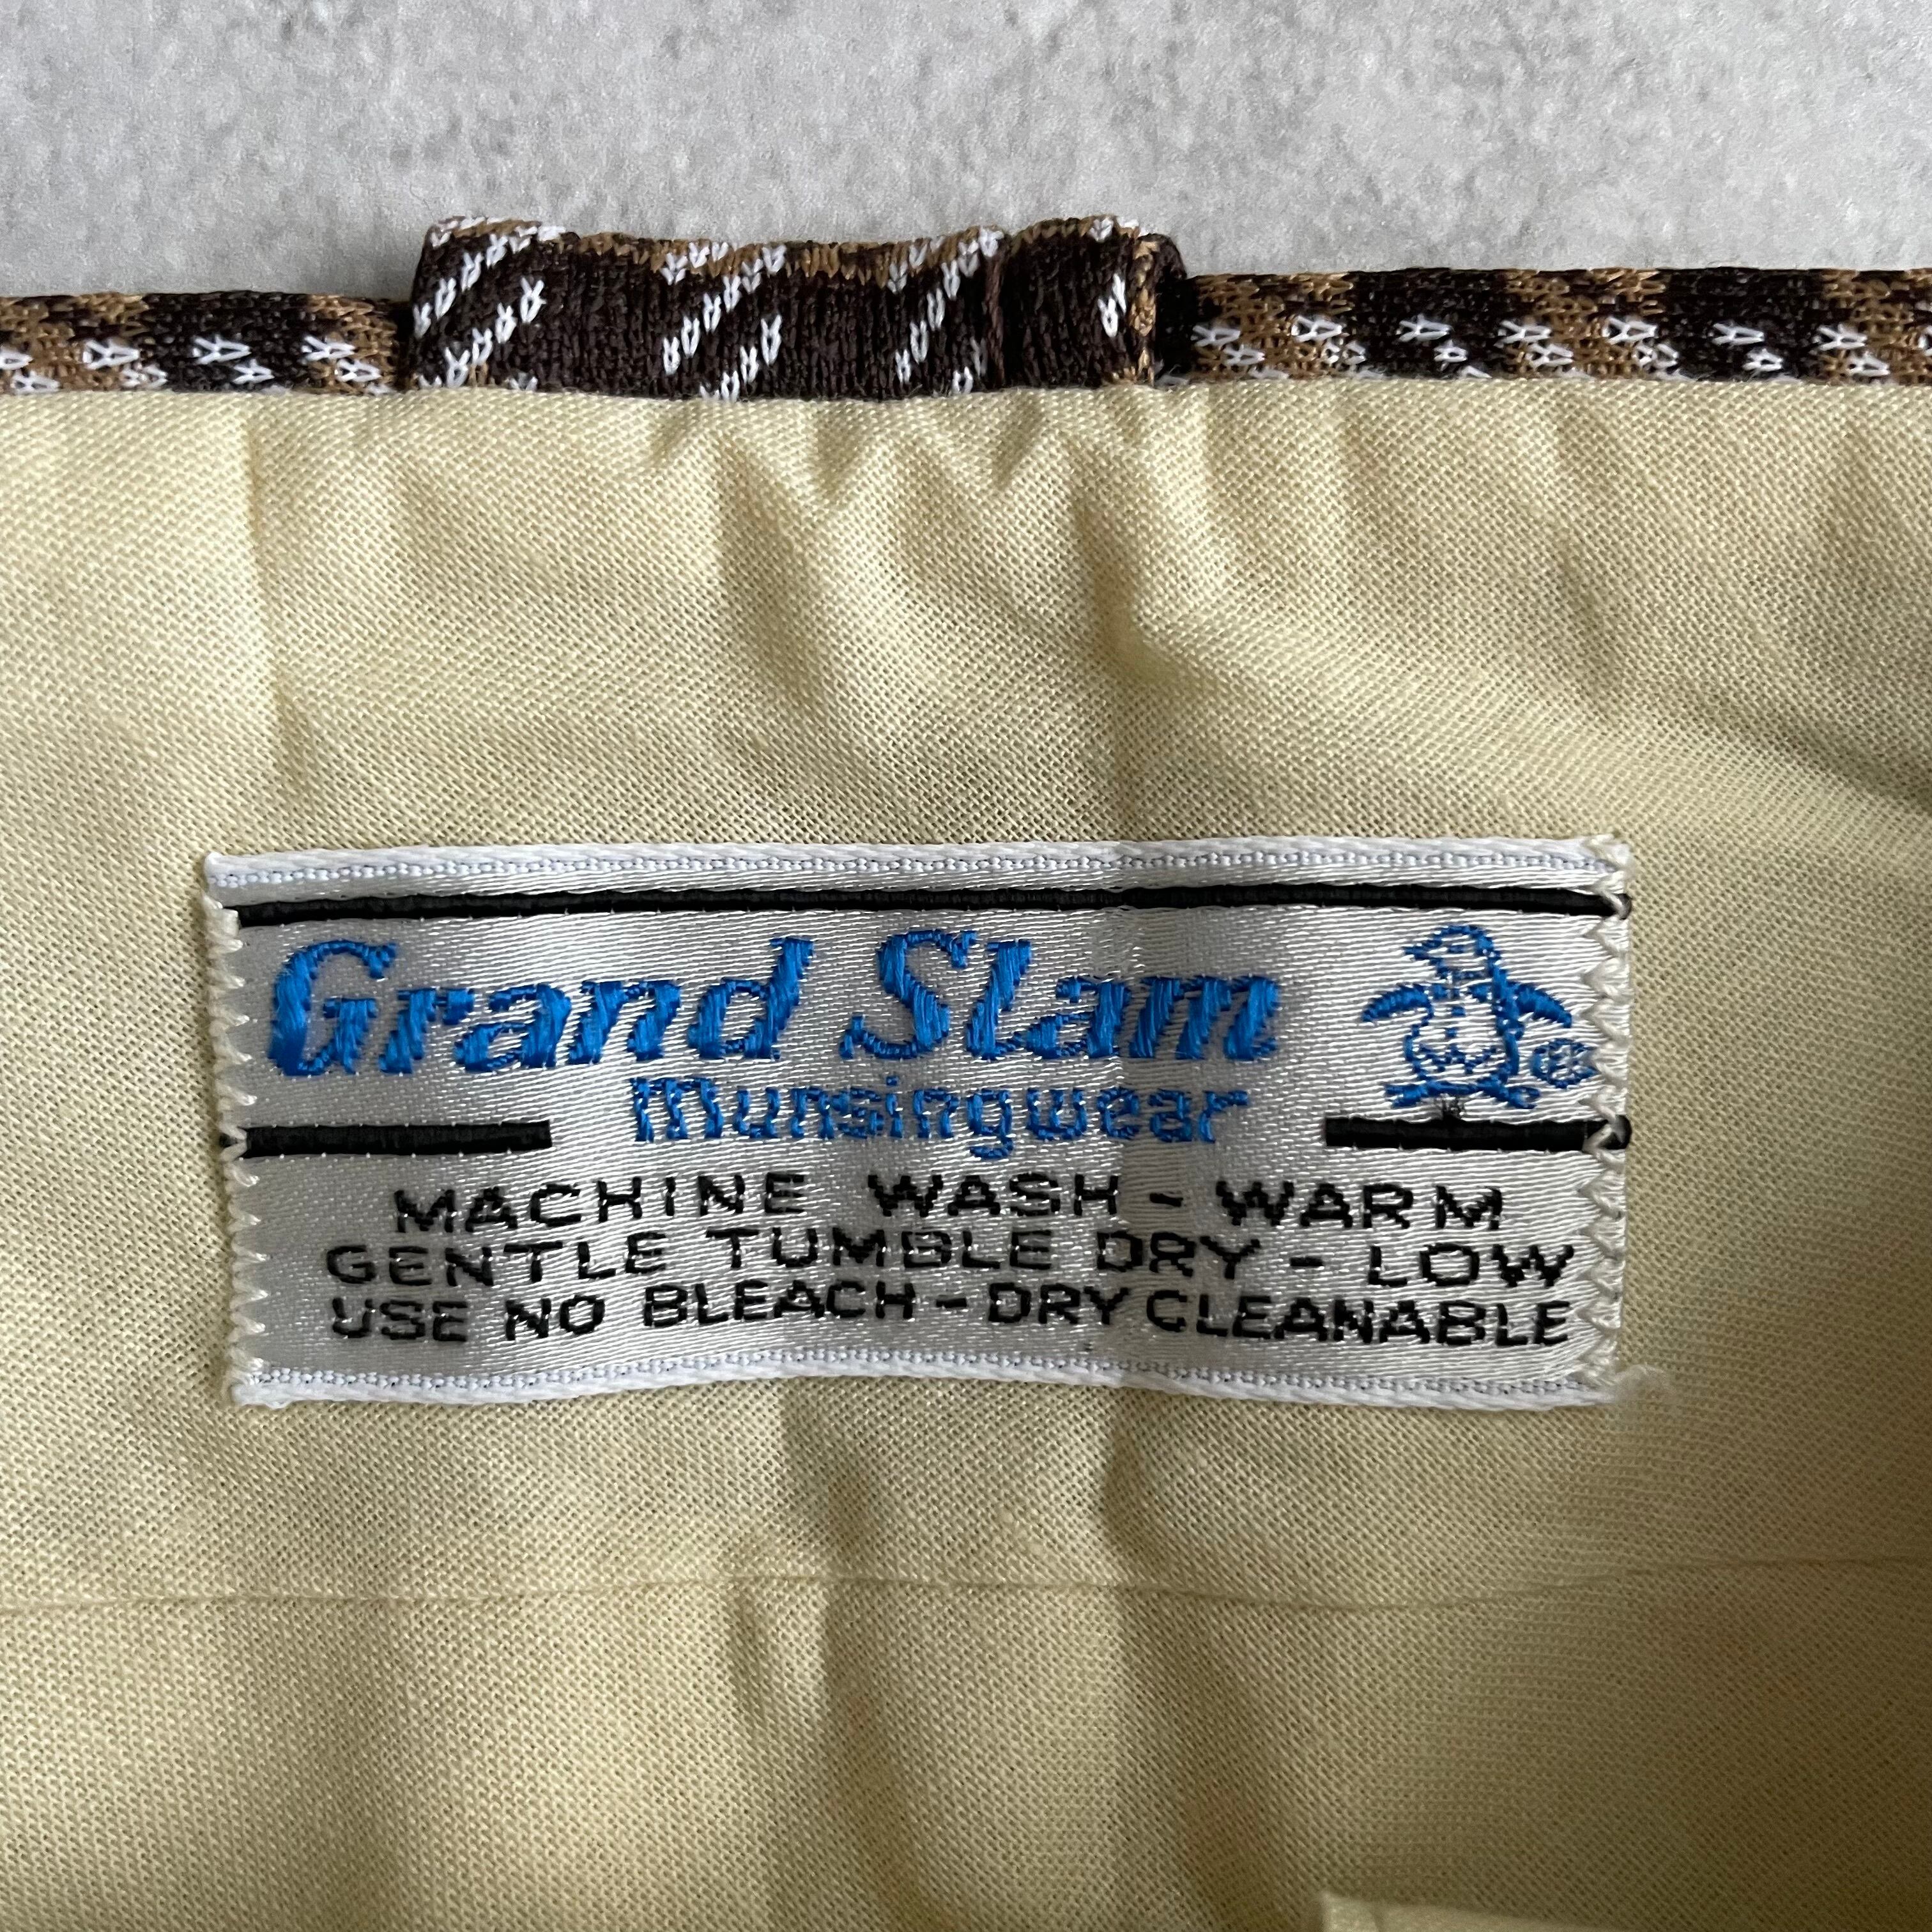 Grand Slam
Munsingwear
MACHINE WASH - WARM
GENTLE TUMBLE DRY - LOW
USE NO BLEACH - DRY CLEANABLE